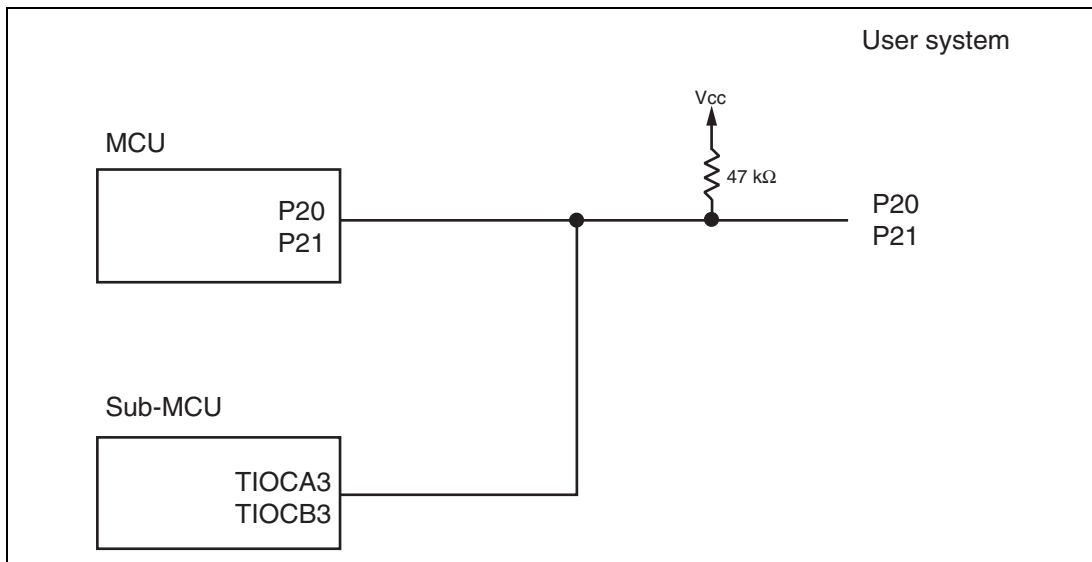 User system
Vcc
47 kΩ
MCU
P20
P21
P20
P21
Sub-MCU
TIOCA3
TIOCB3